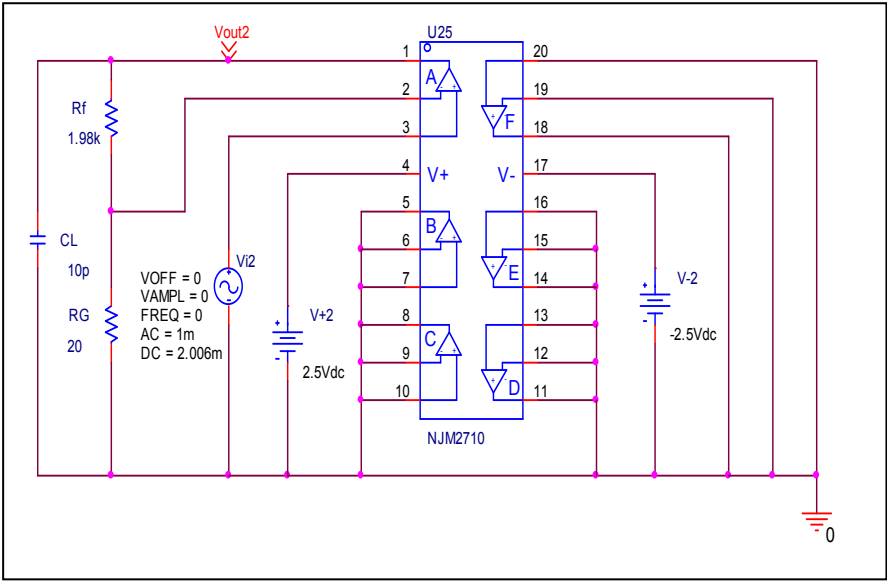 Vout2
U25
1
20
A
2
19
Rf
1.98k
F
3
18
4
V+
V-
17
5
16
B
6
15
CL
10p
Vi2
7
E
14
VOFF = 0
VAMPL = 0
FREQ = 0
AC = 1m
DC = 2.006m
RG
20
V+2
2.5Vdc
V-2
-2.5Vdc
8
13
C
9
12
10
D
11
NJM2710
0